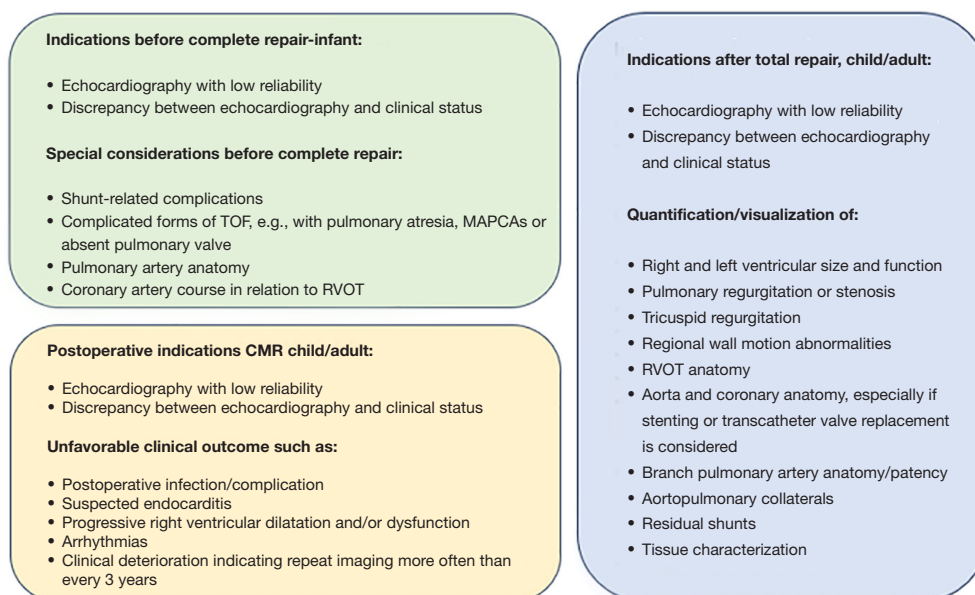 Indications before complete repair-infant:
• Echocardiography with low reliability
• Discrepancy between echocardiography and clinical status
Special considerations before complete repair:
• Shunt-related complications
• Complicated forms of TOF, e.g., with pulmonary atresia, MAPCAs or
absent pulmonary valve
• Pulmonary artery anatomy
• Coronary artery course in relation to RVOT
Postoperative indications CMR child/adult:
• Echocardiography with low reliability
• Discrepancy between echocardiography and clinical status
Unfavorable clinical outcome such as:
• Postoperative infection/complication
• Suspected endocarditis
• Progressive right ventricular dilatation and/or dysfunction
• Arrhythmias
• Clinical deterioration indicating repeat imaging more often than
every 3 years
Indications after total repair, child/adult:
• Echocardiography with low reliability
• Discrepancy between echocardiography
and clinical status
Quantification/visualization of:
• Right and left ventricular size and function
• Pulmonary regurgitation or stenosis
• Tricuspid regurgitation
• Regional wall motion abnormalities
• RVOT anatomy
• Aorta and coronary anatomy, especially if
stenting or transcatheter valve replacement
is considered
• Branch pulmonary artery anatomy/patency
• Aortopulmonary collaterals
• Residual shunts
• Tissue characterization